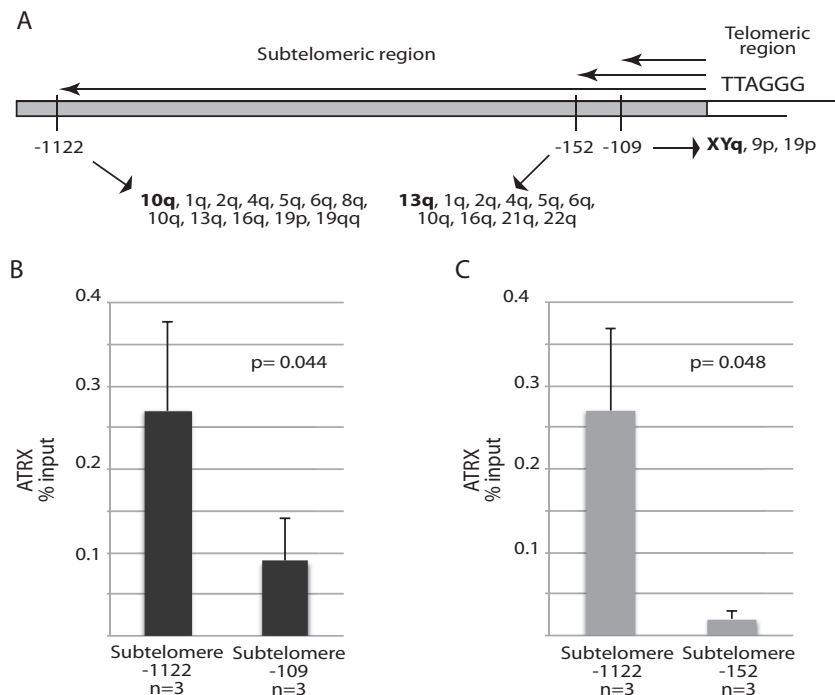 A
Subtelomeric region
Telomeric
region
TTAGGG
-1122
-152
-109
XYq, 9p, 19p
10q, 1q, 2q, 4q, 5q, 6q, 8q,
10q, 13q, 16q, 19p, 19qq
13q, 1q, 2q, 4q, 5q, 6q,
10q, 16q, 21q, 22q
B
0.4
0.3
0.2
0.1
ATRX
% input
p= 0.044
Subtelomere
-1122
n=3
Subtelomere
-109
n=3
C
0.4
0.3
0.2
0.1
ATRX
% input
p= 0.048
Subtelomere
-1122
n=3
Subtelomere
-152
n=3